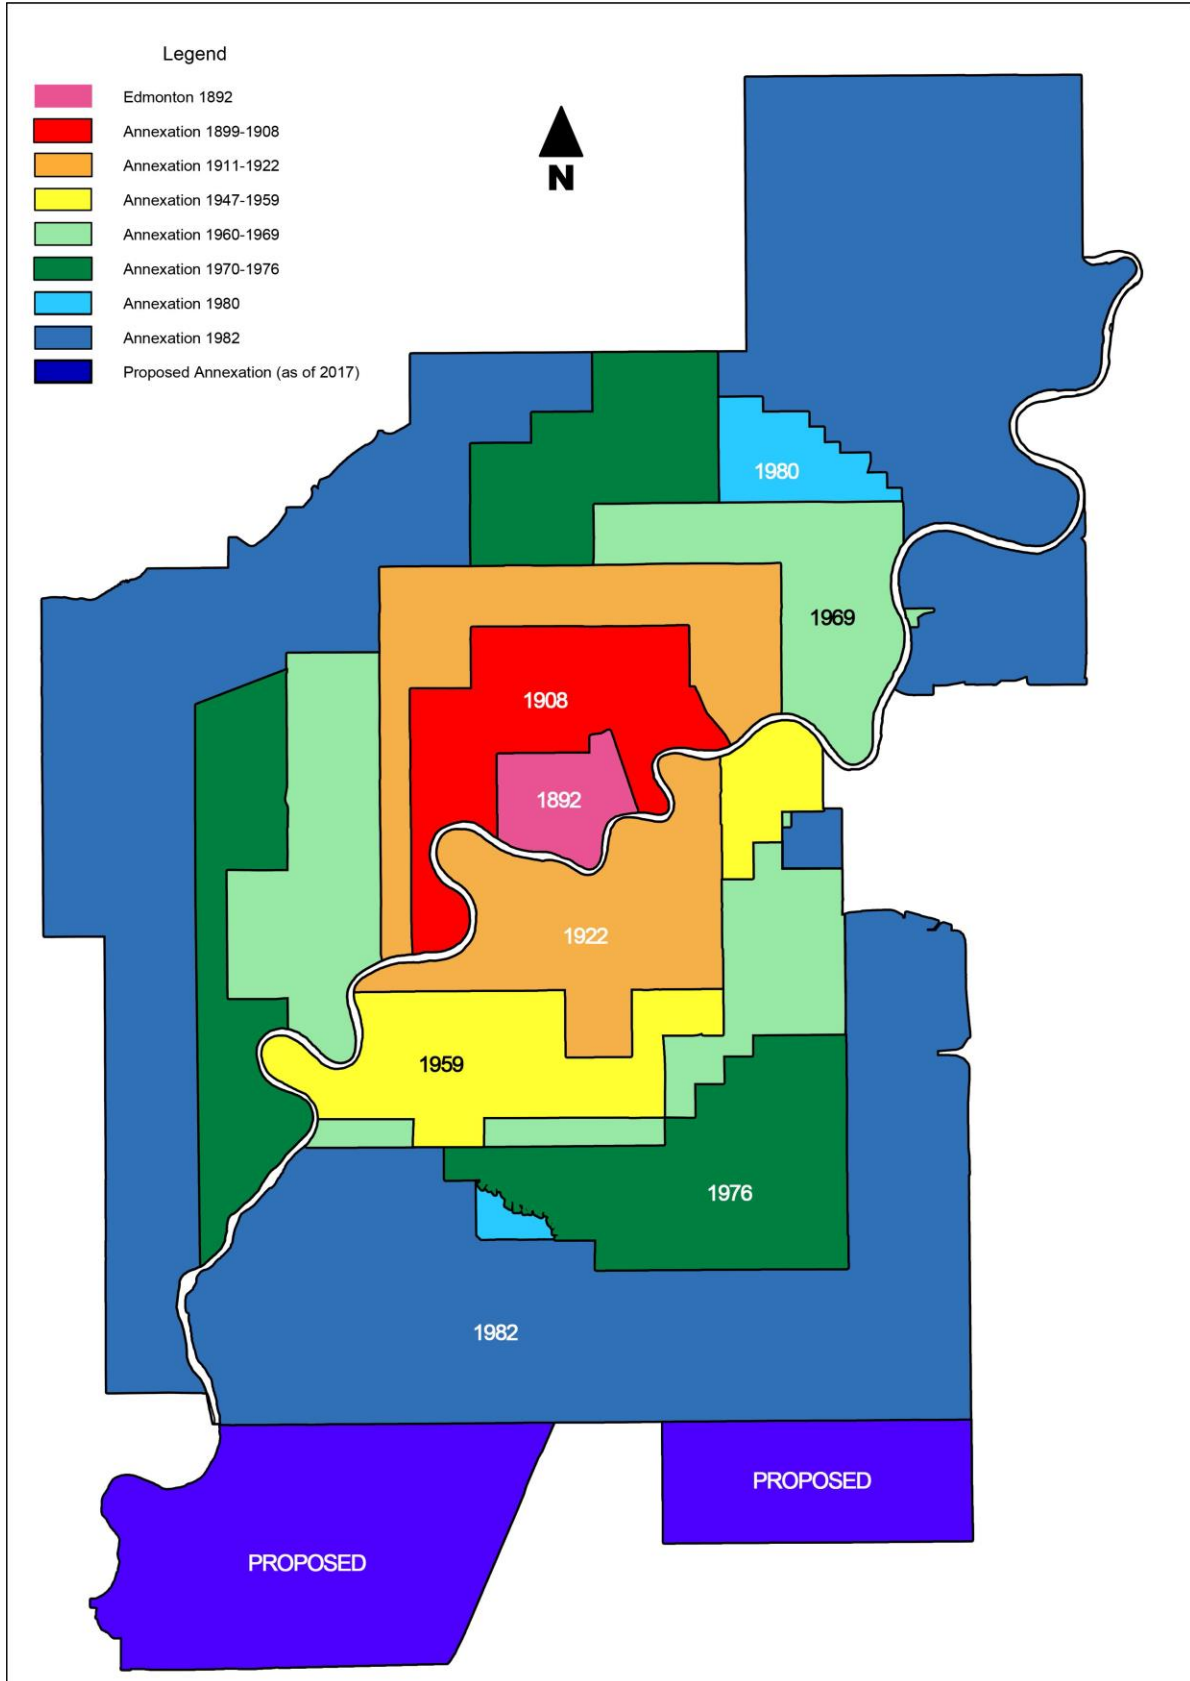 Legend
Edmonton 1892
Annexation 1899-1908
Annexation 1911-1922
Annexation 1947-1959
Annexation 1960-1969
Annexation 1970-1976
Annexation 1980
Annexation 1982
Proposed Annexation (as of 2017)
N
1980
1969
1908
1892
1922
1959
1976
1982
PROPOSED
PROPOSED